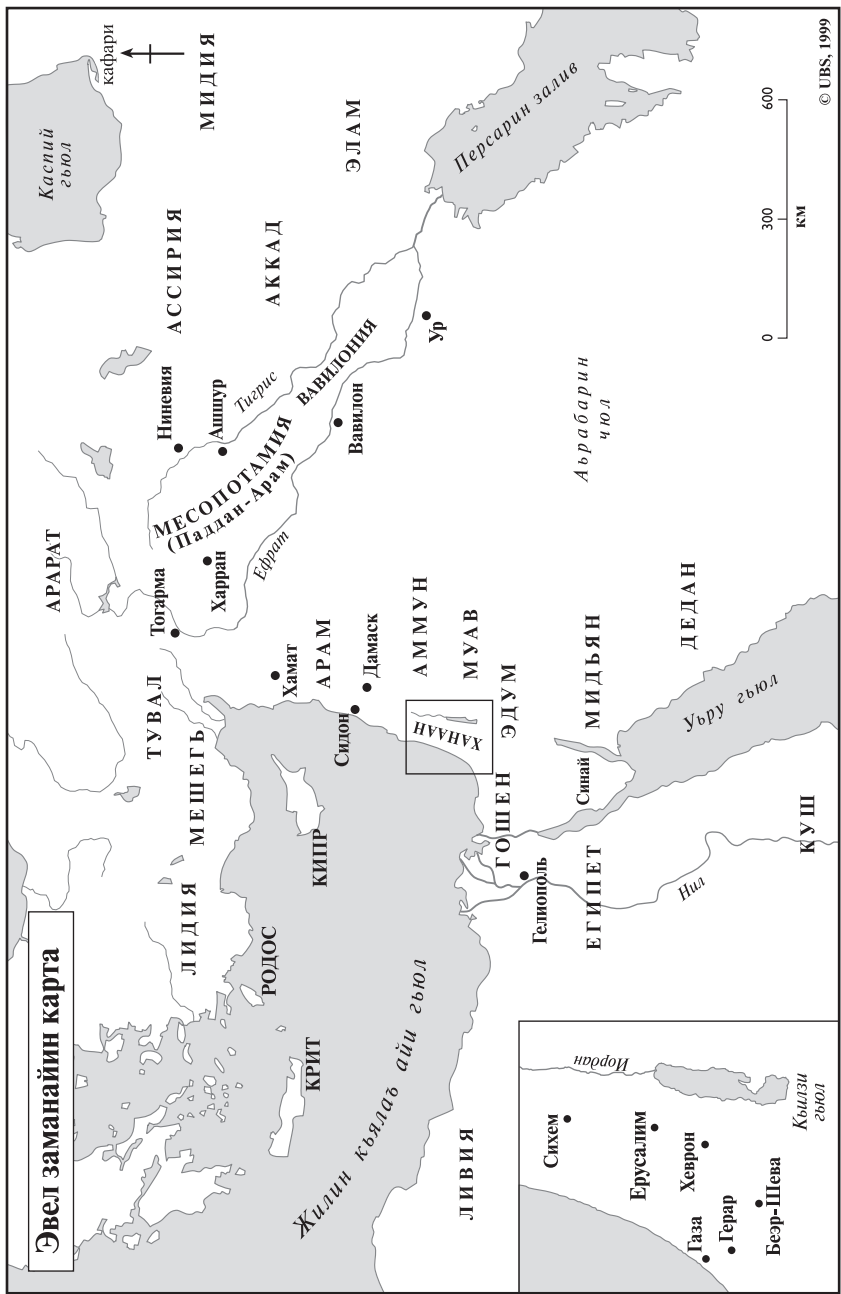 Эвел заманайин карта
кафари
Каспий
гьюл
МИДИЯ
АРАРАТ
АССИРИЯ
ЭЛАМ
АККАД
ТУВАЛ
Тогарма
Ниневия
Ашшур
Тигрис
МЕШЕГЬ
ЛИДИЯ
Харран
МЕСОПОТАМИЯ
(Паддан-Арам)
ВАВИЛОНИЯ
Ефрат
Вавилон
Ур
Персарин залив
Хамат
АРАМ
Дамаск
Сидон
КИПР
РОДОС
КРИТ
АММУН
МУАВ
ХАНААН
ЭДУМ
Жилин къялаъ айи гьюл
Аьрабарин
чюл
МИДЬЯН
ДЕДАН
ГОШЕН
Синай
Гелиополь
ЕГИПЕТ
Уьру гьюл
Нил
КУШ
ЛИВИЯ
Иордан
Сихем
Ерусалим
Хеврон
Газа
Герар
Беэр-Шева
Кьилзи
гьюл
0 300 600
км
© UBS, 1999